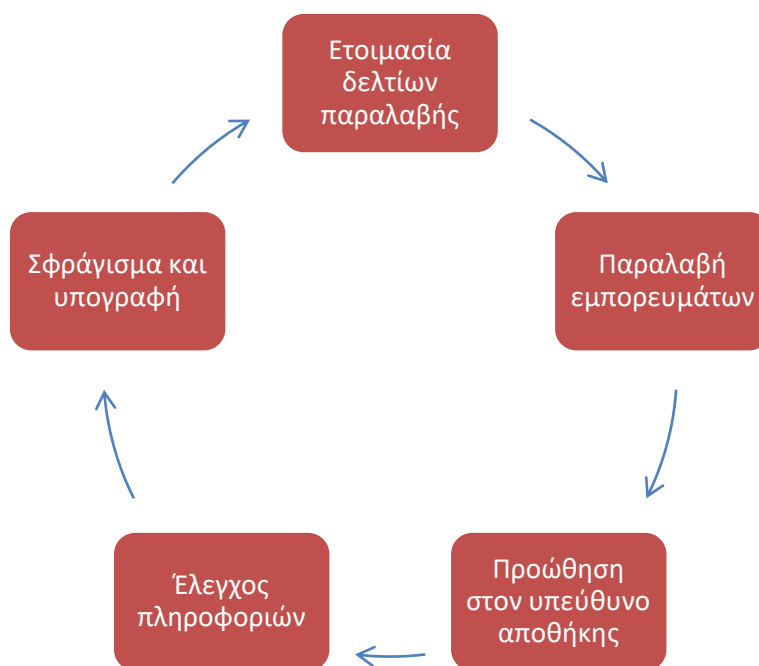 Ετοιμασία
δελτίων
παραλαβής
Παραλαβή
εμπορευμάτων
Προώθηση
στον υπεύθυνο
αποθήκης
Έλεγχος
πληροφοριών
Σφράγισμα και
υπογραφή